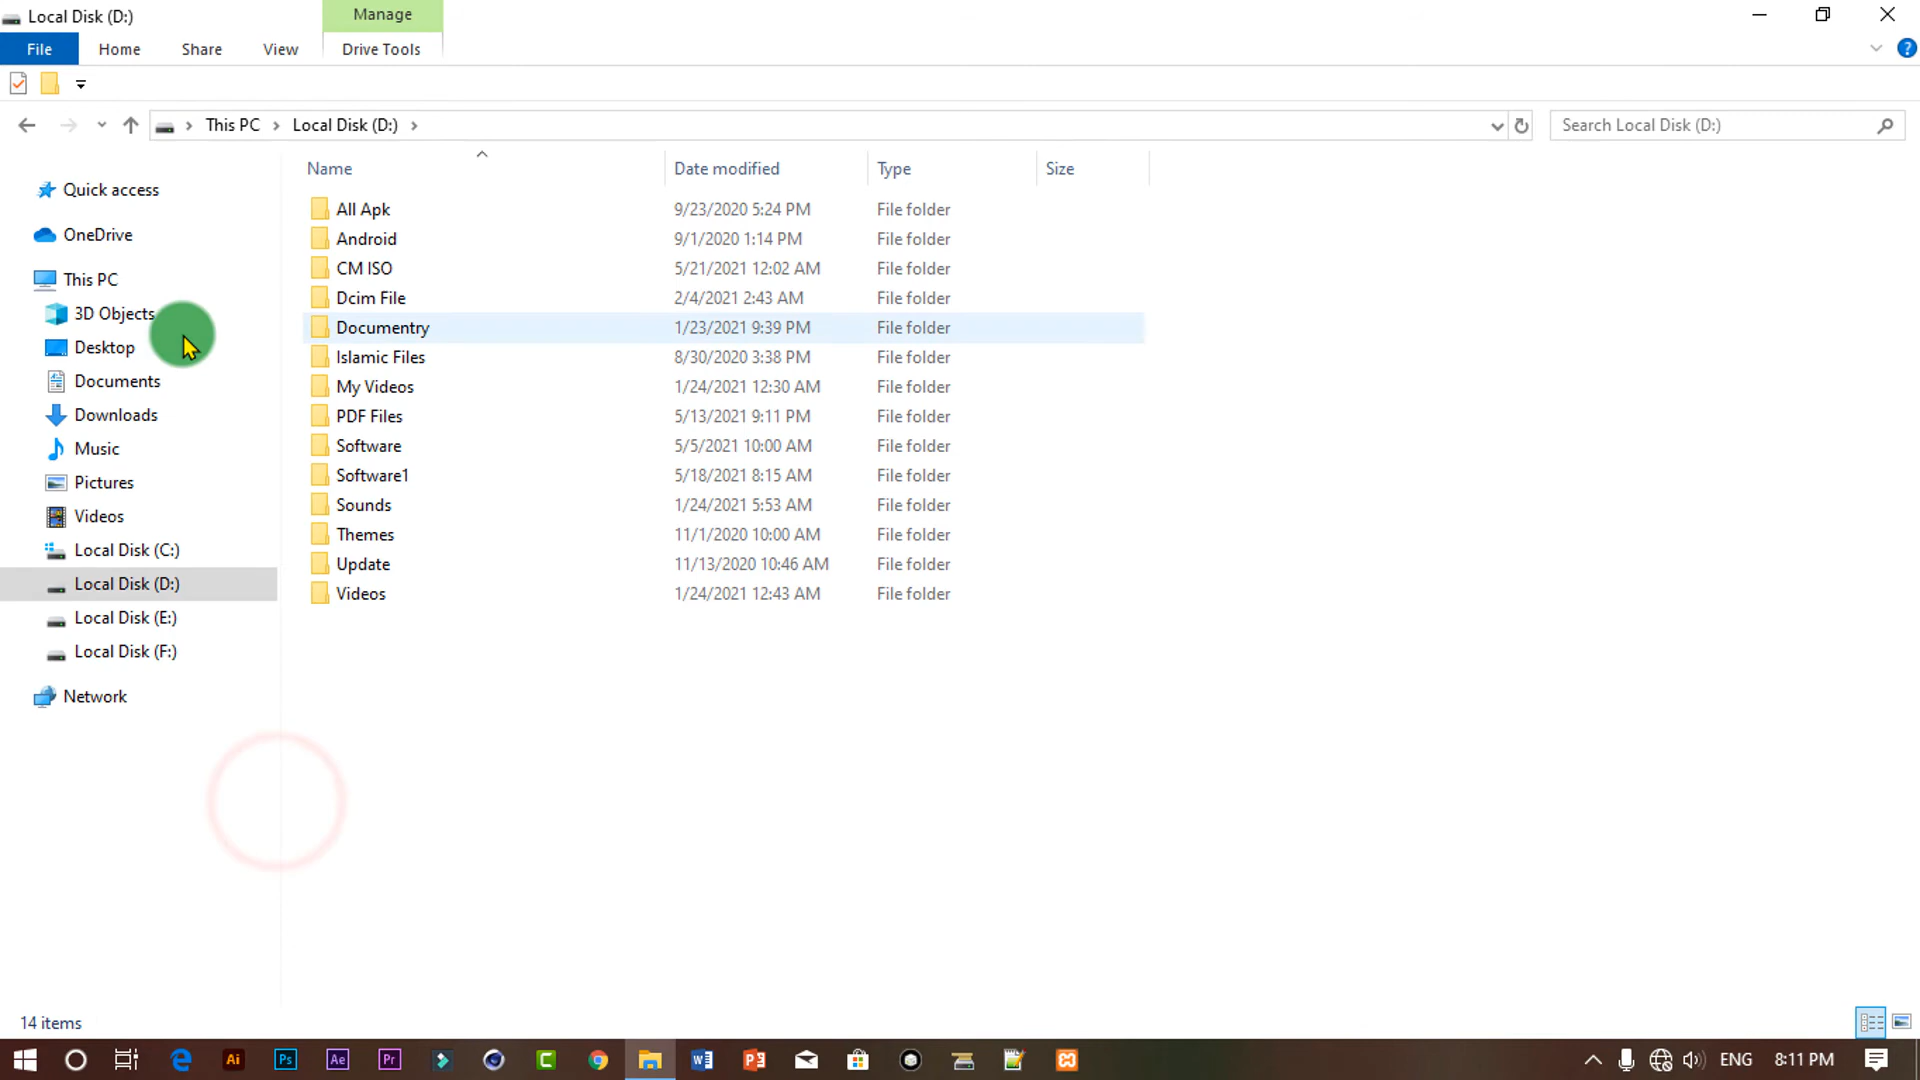 Local Disk (D:)
Manage
File
Home
Share
View
Drive Tools
This PC
Local Disk (D:)
Search Local Disk (D:)
Name
Date modified
Type
Size
Quick access
OneDrive
This PC
3D Objects
Desktop
Documents
Downloads
Music
Pictures
Videos
Local Disk (C:)
Local Disk (D:)
Local Disk (E:)
Local Disk (F:)
Network
All Apk 9/23/2020 5:24 PM File folder
Android 9/1/2020 1:14 PM File folder
CM ISO 5/21/2021 12:02 AM File folder
Dcim File 2/4/2021 2:43 AM File folder
Documentry 1/23/2021 9:39 PM File folder
Islamic Files 8/30/2020 3:38 PM File folder
My Videos 1/24/2021 12:30 AM File folder
PDF Files 5/13/2021 9:11 PM File folder
Software 5/5/2021 10:00 AM File folder
Software1 5/18/2021 8:15 AM File folder
Sounds 1/24/2021 5:53 AM File folder
Themes 11/1/2020 10:00 AM File folder
Update 11/13/2020 10:46 AM File folder
Videos 1/24/2021 12:43 AM File folder
14 items
Ai
Ps
Ae
Pr
ENG
8:11 PM